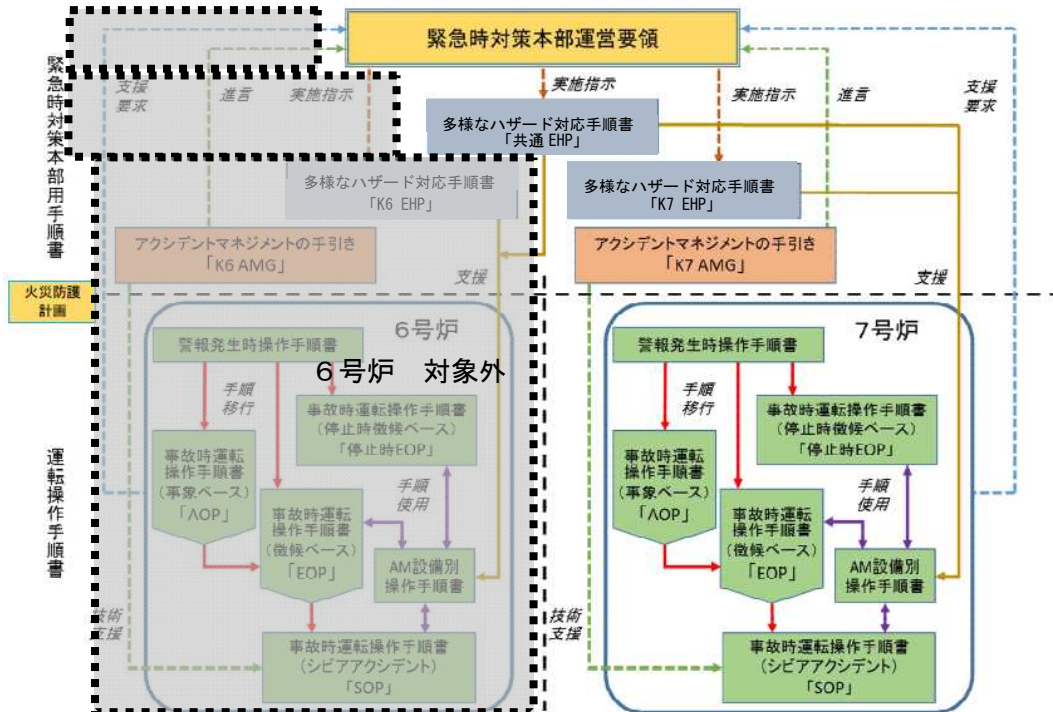 緊急時対策本部運営要領
緊急時対策本部用手順書
支援
要求
進言
実施指示
実施指示
実施指示
進言
支援
要求
多様なハザード対応手順書
「共通 EHP」
多様なハザード対応手順書
「K6 EHP」
多様なハザード対応手順書
「K7 EHP」
アクシデントマネジメントの手引き
「K6 AMG」
アクシデントマネジメントの手引き
「K7 AMG」
支援
支援
火災防護
計画
運転操作手順書
6号炉
警報発生時操作手順書
6号炉 対象外
手順
移行
事故時運転操作手順書
(停止時徴候ベース)
「停止時EOP」
事故時運転
操作手順書
(事象ベース)
「AOP」
手順
使用
事故時運転
操作手順書
(徴候ベース)
「EOP」
AM設備別
操作手順書
技術
支援
事故時運転操作手順書
(シビアアクシデント)
「SOP」
7号炉
警報発生時操作手順書
手順
移行
事故時運転操作手順書
(停止時徴候ベース)
「停止時EOP」
事故時運転
操作手順書
(事象ベース)
「AOP」
手順
使用
事故時運転
操作手順書
(徴候ベース)
「EOP」
AM設備別
操作手順書
技術
支援
事故時運転操作手順書
(シビアアクシデント)
「SOP」